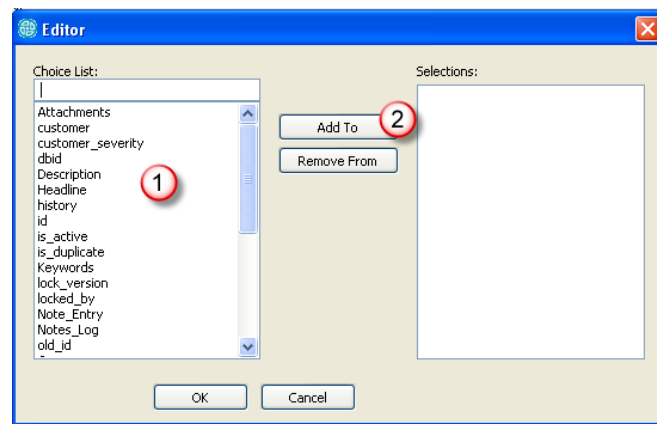 Editor
Choice List:
Selections:
Attachments
customer
customer_severity
dbid
Description
Headline
history
id
is_active
is_duplicate
Keywords
lock_version
locked_by
Note_Entry
Notes_Log
old_id
1
Add To
2
Remove From
OK
Cancel